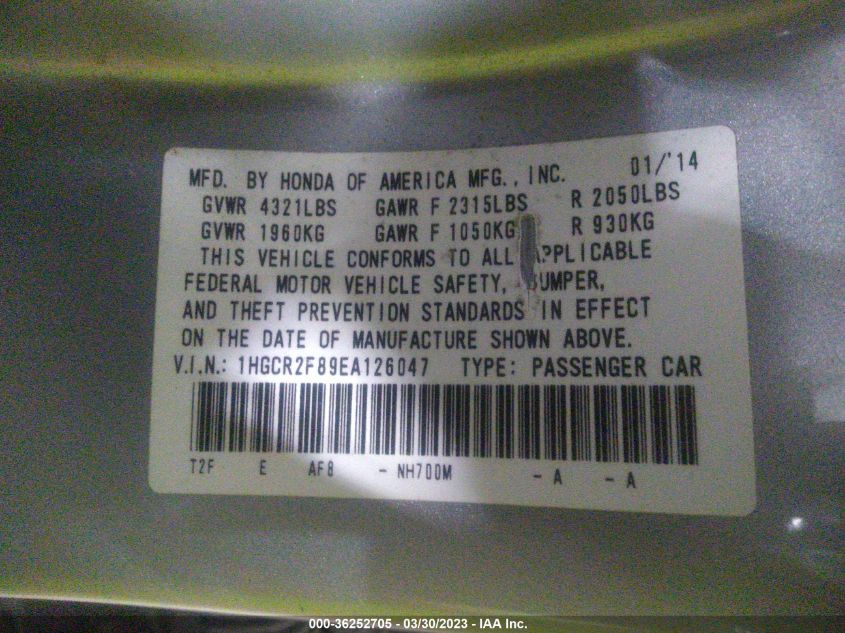 MFD. BY HONDA OF AMERICA MFG., INC. 01/'14
GVWR 4321LBS GAWR F 2315LBS R 2050LBS
GVWR 1960KG GAWR F 1050KG R 930KG
THIS VEHICLE CONFORMS TO ALL APPLICABLE
FEDERAL MOTOR VEHICLE SAFETY, BUMPER,
AND THEFT PREVENTION STANDARDS IN EFFECT
ON THE DATE OF MANUFACTURE SHOWN ABOVE.
V.I.N.: 1HGCR2F89EA126047 TYPE: PASSENGER CAR
T2F E AF8 - NH700M - A - A
000-36252705 - 03/30/2023 - IAA Inc.